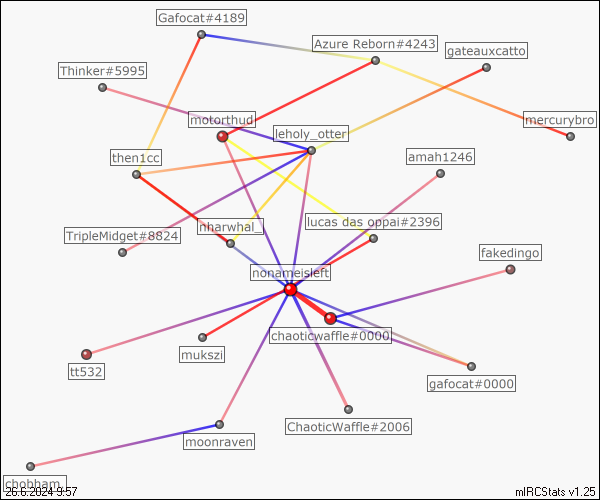 Gafocat#4189
Azure Reborn#4243
gateauxcatto
Thinker#5995
motorthud
leholy_otter
mercurybro
then1cc
amah1246
nharwhal_
lucas das oppai#2396
TripleMidget#8824
fakedingo
nonameisleft
chaoticwaffle#0000
mukszi
tt532
gafocat#0000
ChaoticWaffle#2006
moonraven
chobham_
26.6.2024 9:57
mIRCStats v1.25